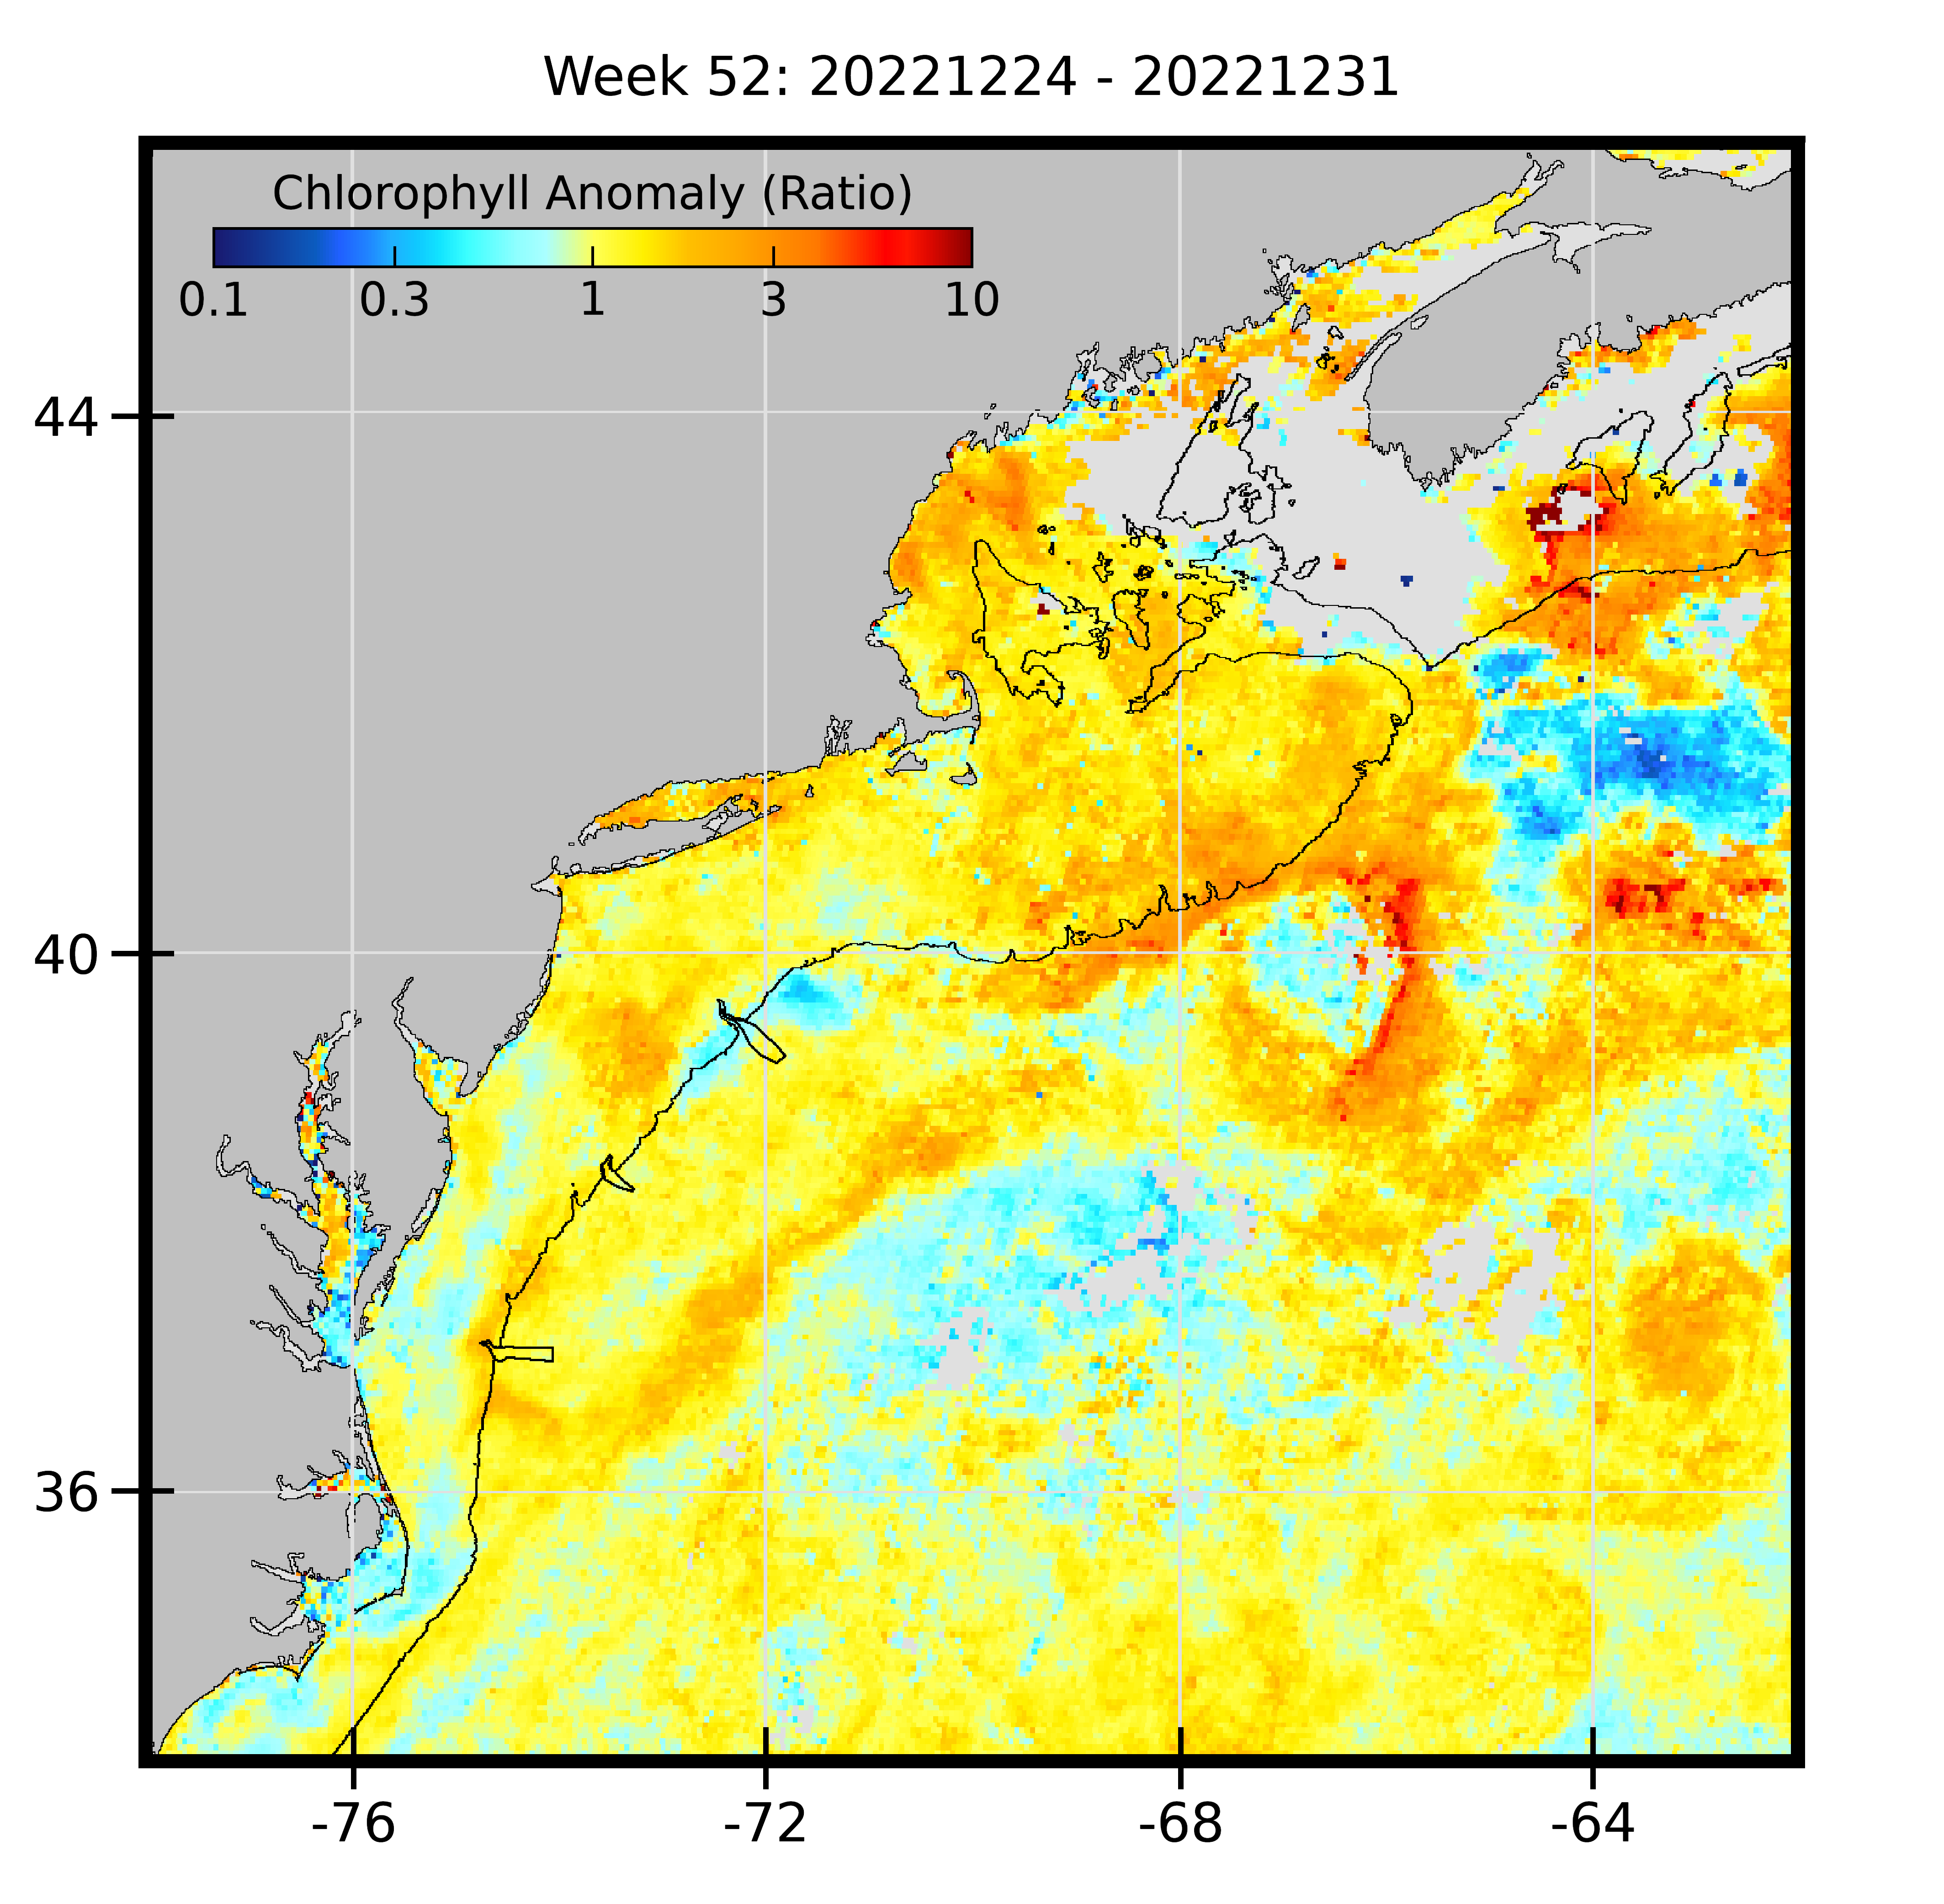 Week 52: 20221224 - 20221231
Chlorophyll Anomaly (Ratio)
0.1 0.3 1 3 10
44
40
36
-76 -72 -68 -64